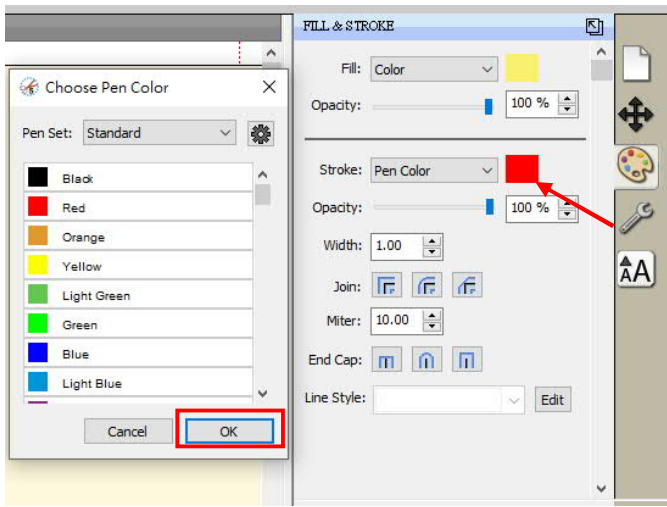 FILL & STROKE
Fill: Color
Opacity: 100 %
Stroke: Pen Color
Opacity: 100 %
Width: 1.00
Join:
Miter: 10.00
End Cap:
Line Style: Edit
AA
Choose Pen Color
Pen Set: Standard
Black
Red
Orange
Yellow
Light Green
Green
Blue
Light Blue
Cancel OK